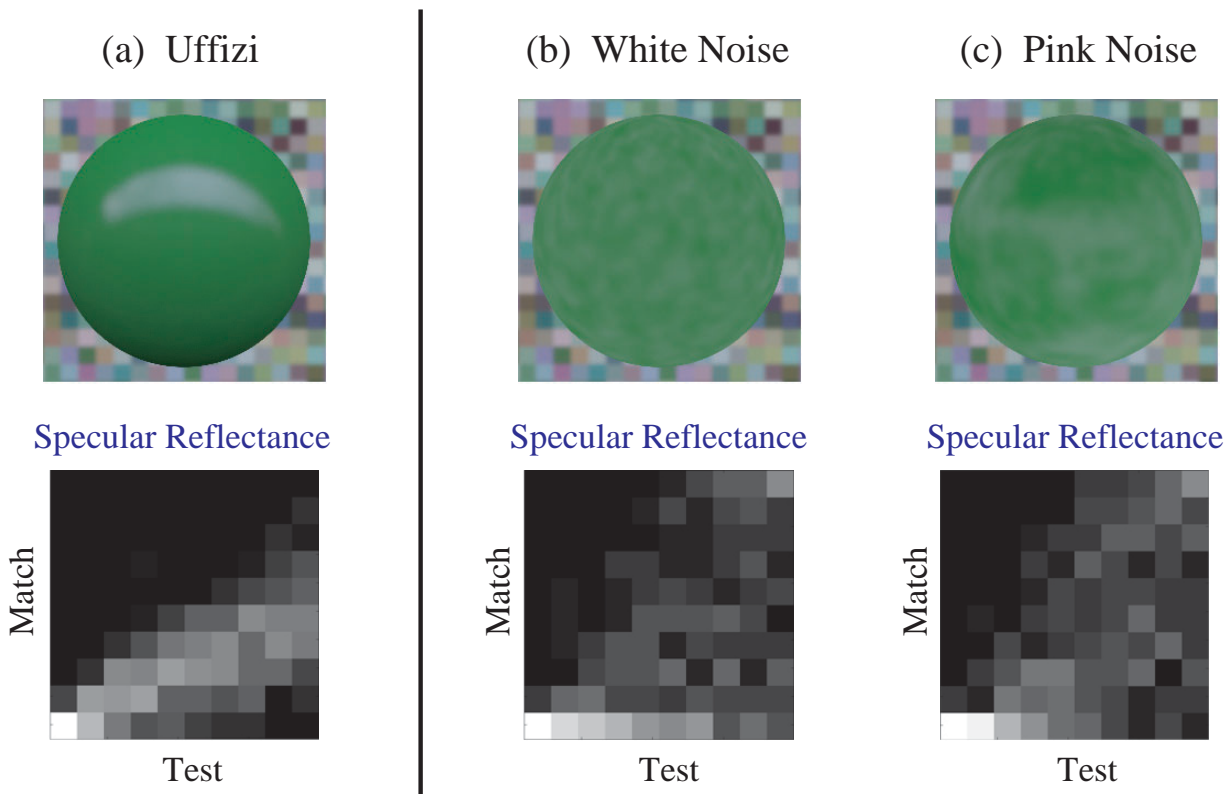 (a) Uffizi
(b) White Noise
(c) Pink Noise
Specular Reflectance
Specular Reflectance
Specular Reflectance
Match
Test
Match
Test
Match
Test